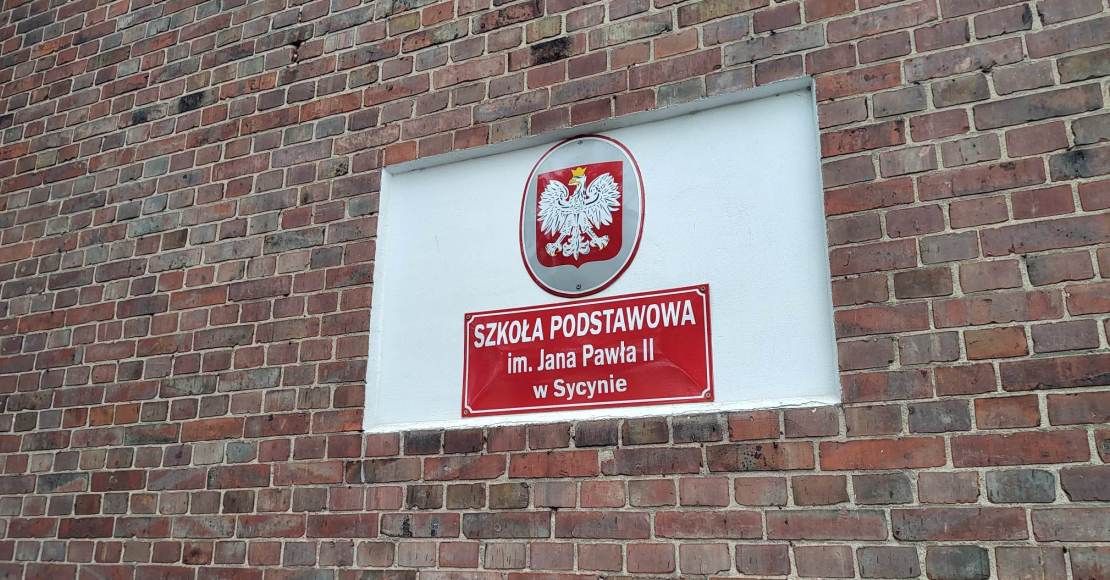 SZKOŁA PODSTAWOWA
im. Jana Pawła II
w Sycynie